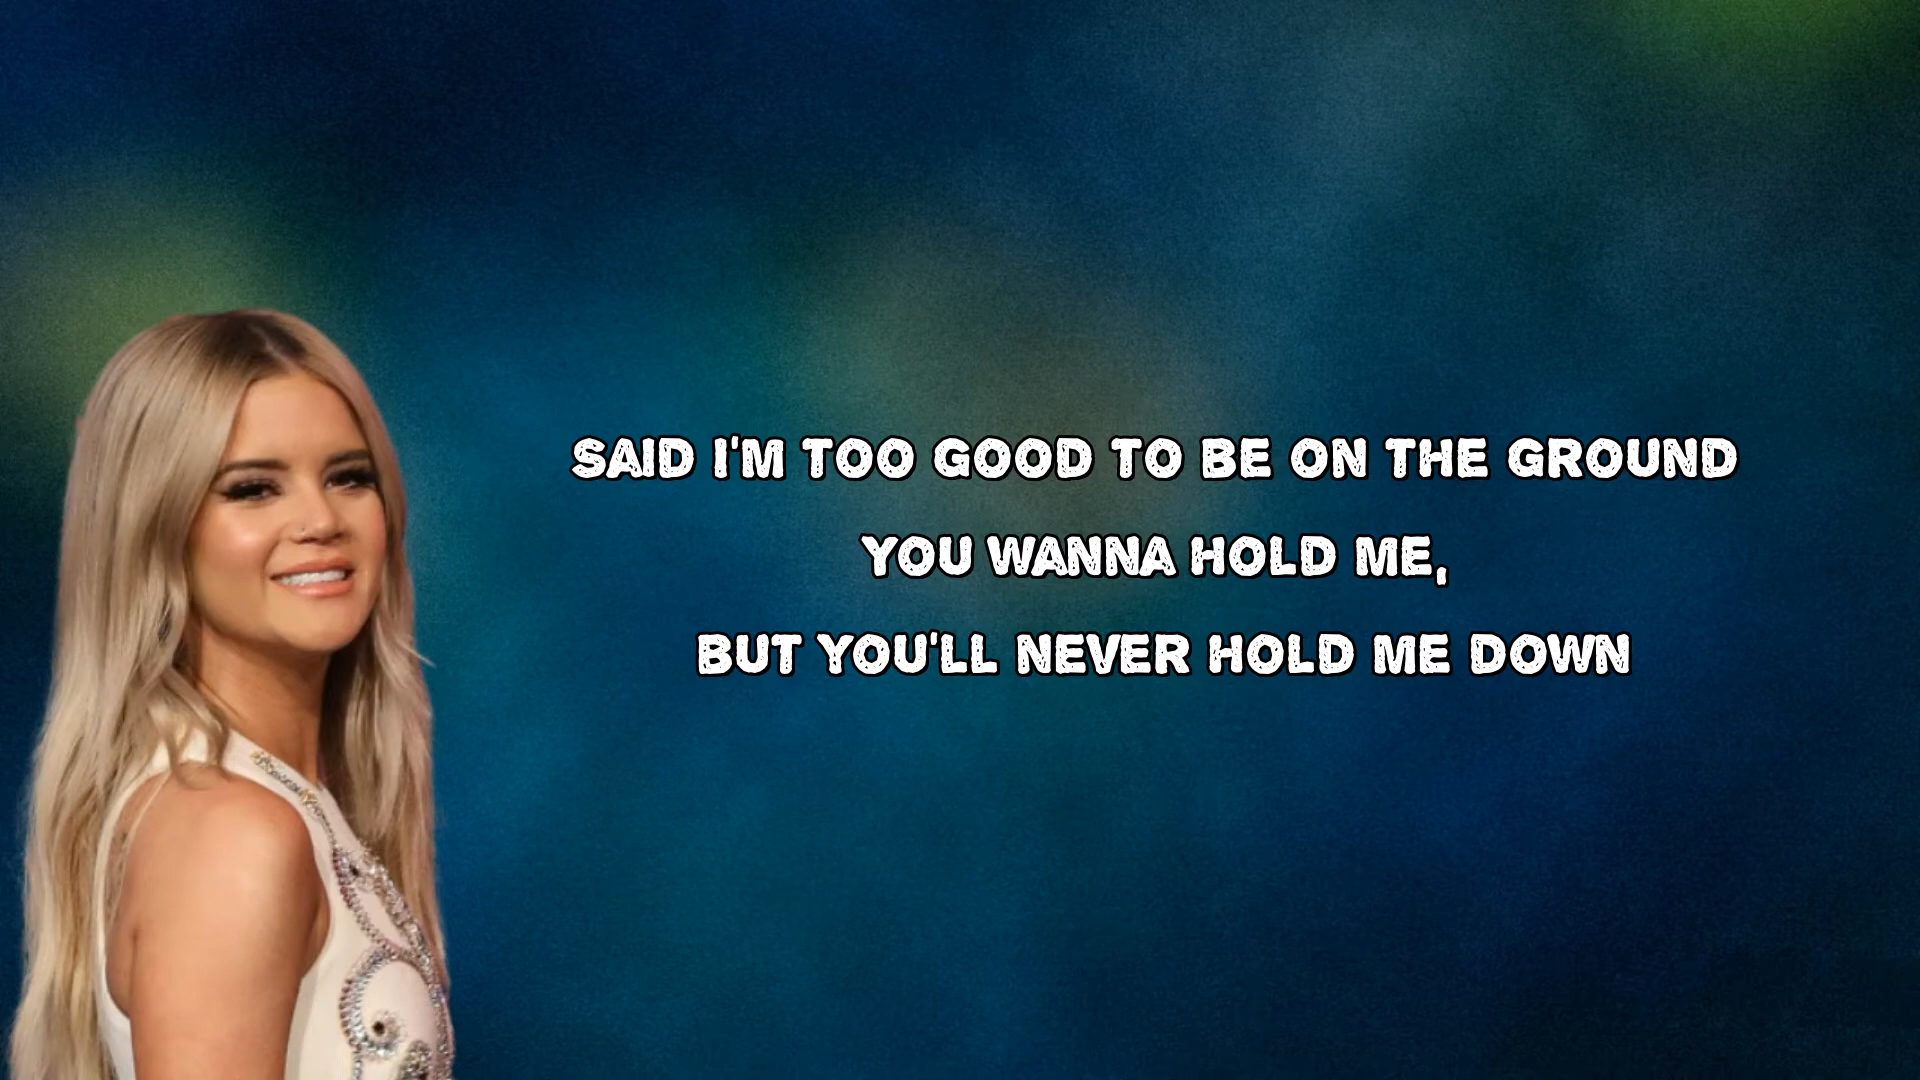 SAID I'M TOO GOOD TO BE ON THE GROUND
YOU WANNA HOLD ME,
BUT YOU'LL NEVER HOLD ME DOWN